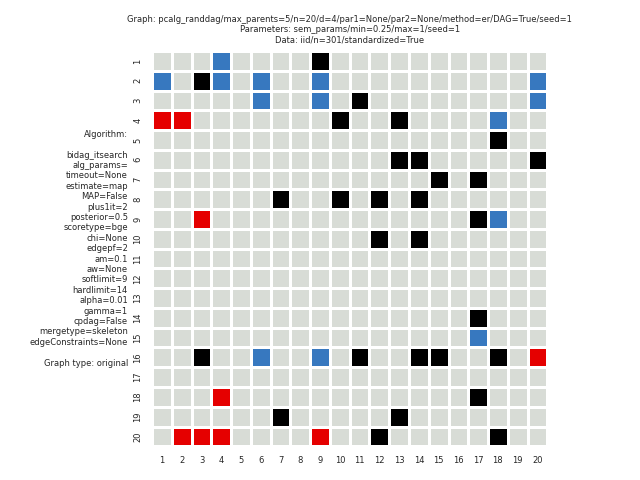 Graph: pcalg_randdag/max_parents=5/n=20/d=4/par1=None/par2=None/method=er/DAG=True/seed=1
Parameters: sem_params/min=0.25/max=1/seed=1
Data: iid/n=301/standardized=True
Algorithm:
bidag_itsearch
alg_params=
timeout=None
estimate=map
MAP=False
plus1it=2
posterior=0.5
scoretype=bge
chi=None
edgepf=2
am=0.1
aw=None
softlimit=9
hardlimit=14
alpha=0.01
gamma=1
cpdag=False
mergetype=skeleton
edgeConstraints=None
Graph type: original
1
2
3
4
5
6
7
8
9
10
11
12
13
14
15
16
17
18
19
20
1 2 3 4 5 6 7 8 9 10 11 12 13 14 15 16 17 18 19 20